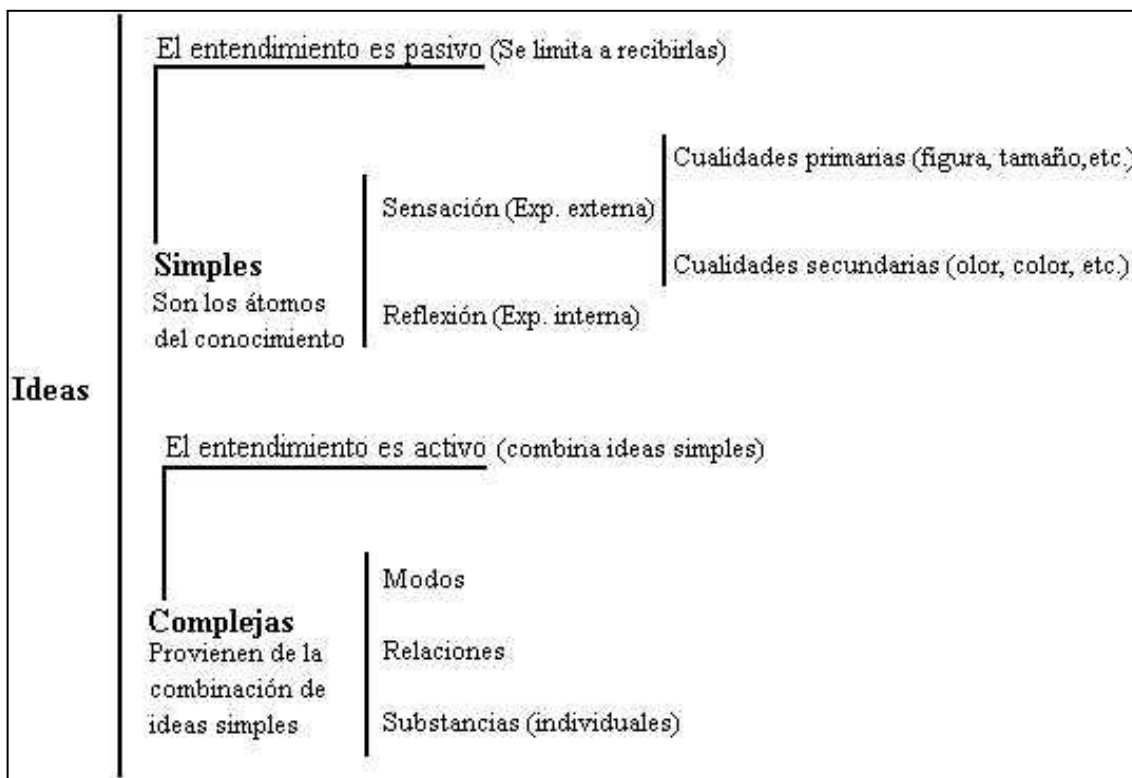 El entendimiento es pasivo (Se limita a recibirlas)
Cualidades primarias (figura, tamaño,etc.)
Sensación (Exp. externa)
Simples
Cualidades secundarias (olor, color, etc.)
Son los átomos
del conocimiento
Reflexión (Exp. interna)
Ideas
El entendimiento es activo (combina ideas simples)
Modos
Complejas
Provienen de la
Relaciones
combinación de
ideas simples
Substancias (individuales)